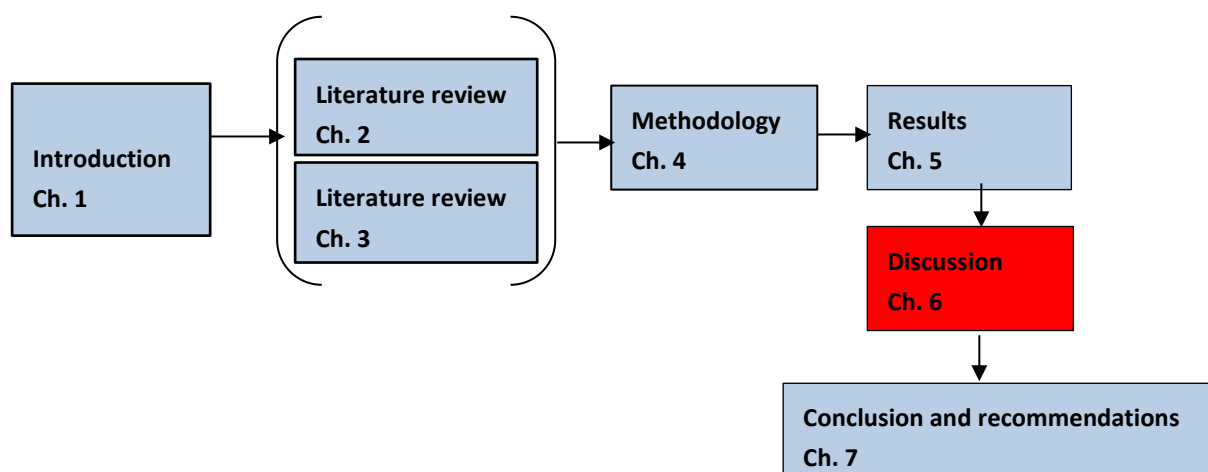 Introduction
Ch. 1
Literature review
Ch. 2
Literature review
Ch. 3
Methodology
Ch. 4
Results
Ch. 5
Discussion
Ch. 6
Conclusion and recommendations
Ch. 7